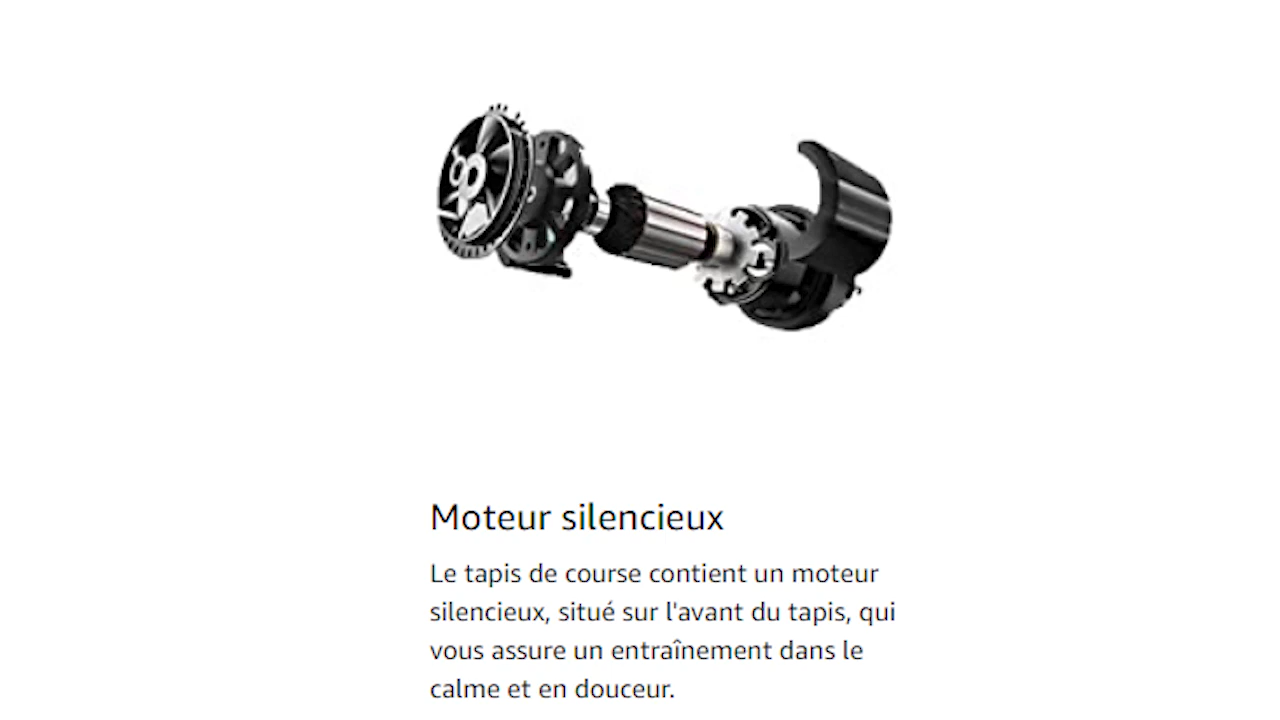 Moteur silencieux
Le tapis de course contient un moteur
silencieux, situé sur l'avant du tapis, qui
vous assure un entraînement dans le
calme et en douceur.